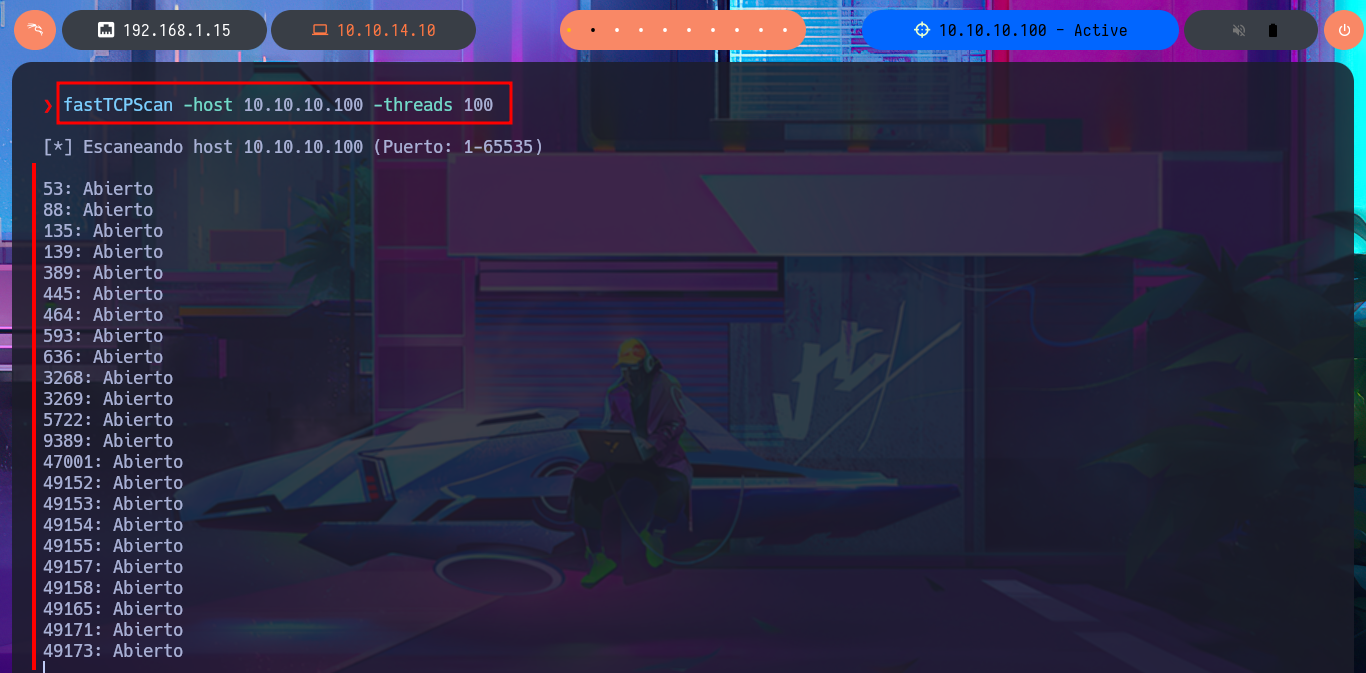 192.168.1.15
10.10.14.10
10.10.10.100 - Active
❯ fastTCPScan -host 10.10.10.100 -threads 100
[*] Escaneando host 10.10.10.100 (Puerto: 1-65535)
53: Abierto
88: Abierto
135: Abierto
139: Abierto
389: Abierto
445: Abierto
464: Abierto
593: Abierto
636: Abierto
3268: Abierto
3269: Abierto
5722: Abierto
9389: Abierto
47001: Abierto
49152: Abierto
49153: Abierto
49154: Abierto
49155: Abierto
49157: Abierto
49158: Abierto
49165: Abierto
49171: Abierto
49173: Abierto